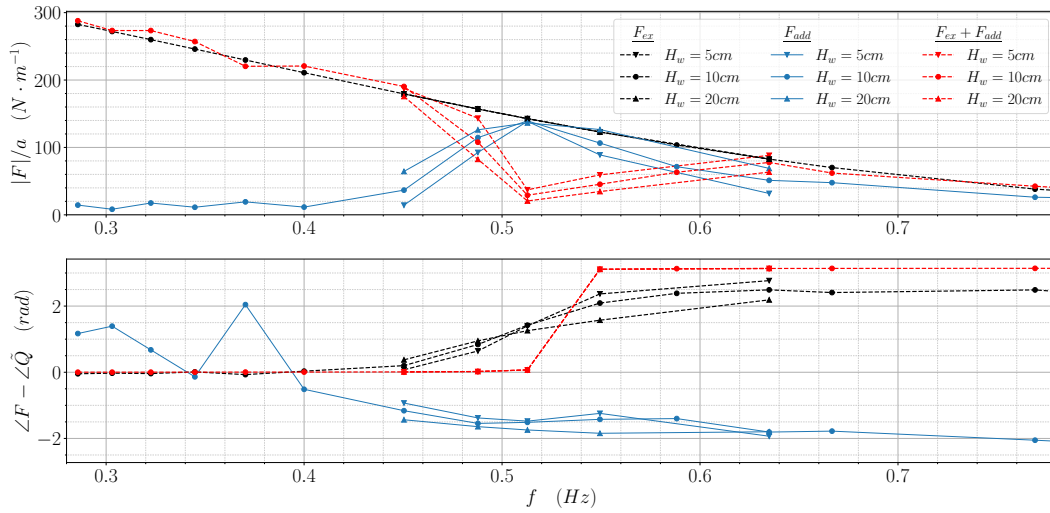 300
200
100
0
|F|/a (N · m⁻¹)
F_ex F_add F_ex + F_add
H_w = 5cm H_w = 5cm H_w = 5cm
H_w = 10cm H_w = 10cm H_w = 10cm
H_w = 20cm H_w = 20cm H_w = 20cm
0.3 0.4 0.5 0.6 0.7
2
0
−2
∠F − ∠Q̃ (rad)
0.3 0.4 0.5 0.6 0.7
f (Hz)